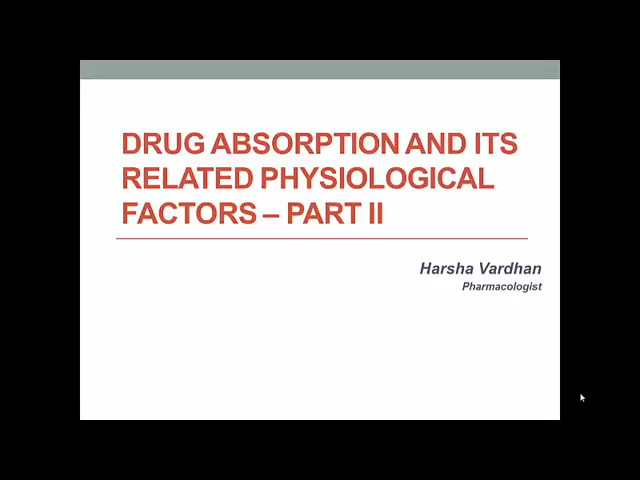 DRUG ABSORPTION AND ITS
RELATED PHYSIOLOGICAL
FACTORS – PART II
Harsha Vardhan
Pharmacologist